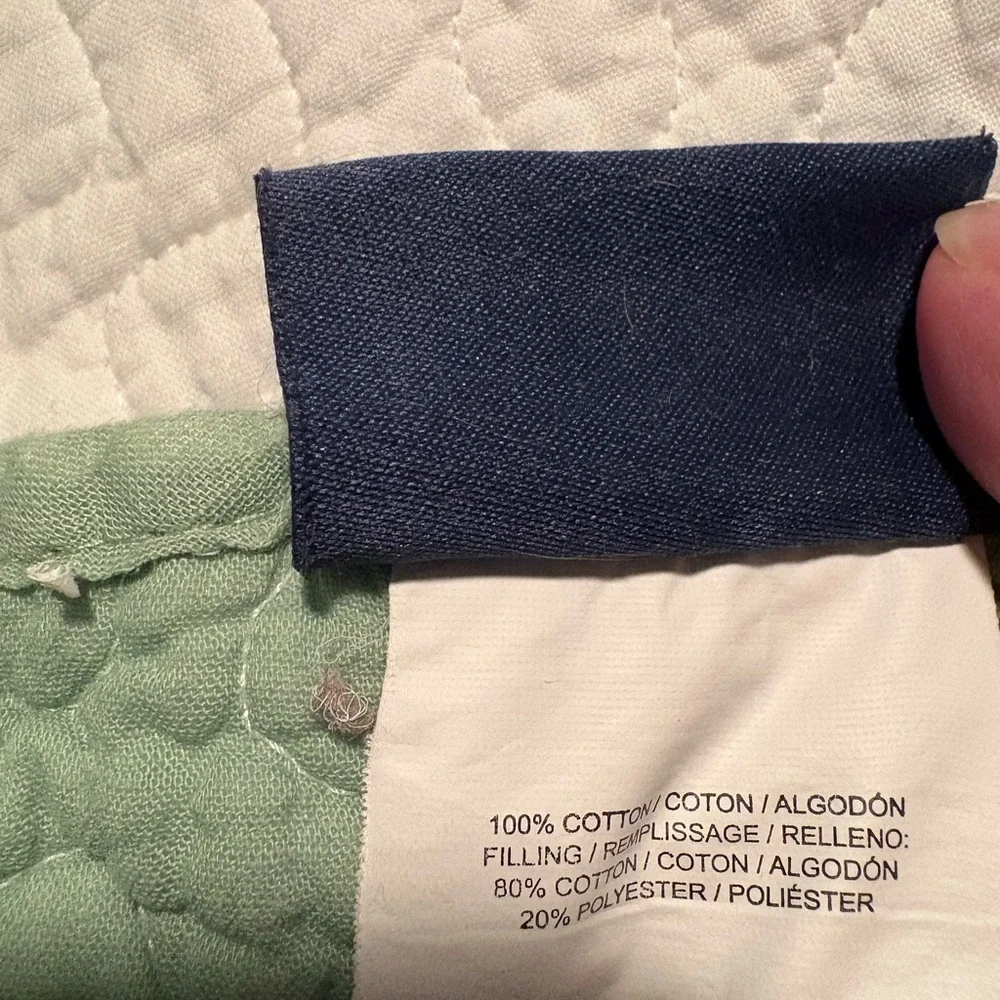 100% COTTON / COTON / ALGODÓN
FILLING / REMPLISSAGE / RELLENO:
80% COTTON / COTON / ALGODÓN
20% POLYESTER / POLIÉSTER